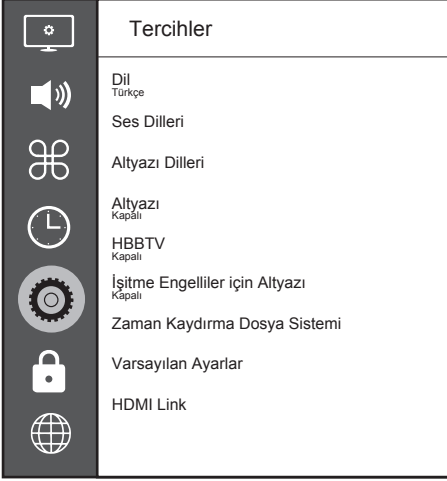 Tercihler
Dil
Türkçe
Ses Dilleri
Altyazı Dilleri
Altyazı
Kapalı
HBBTV
Kapalı
İşitme Engelliler için Altyazı
Kapalı
Zaman Kaydırma Dosya Sistemi
Varsayılan Ayarlar
HDMI Link